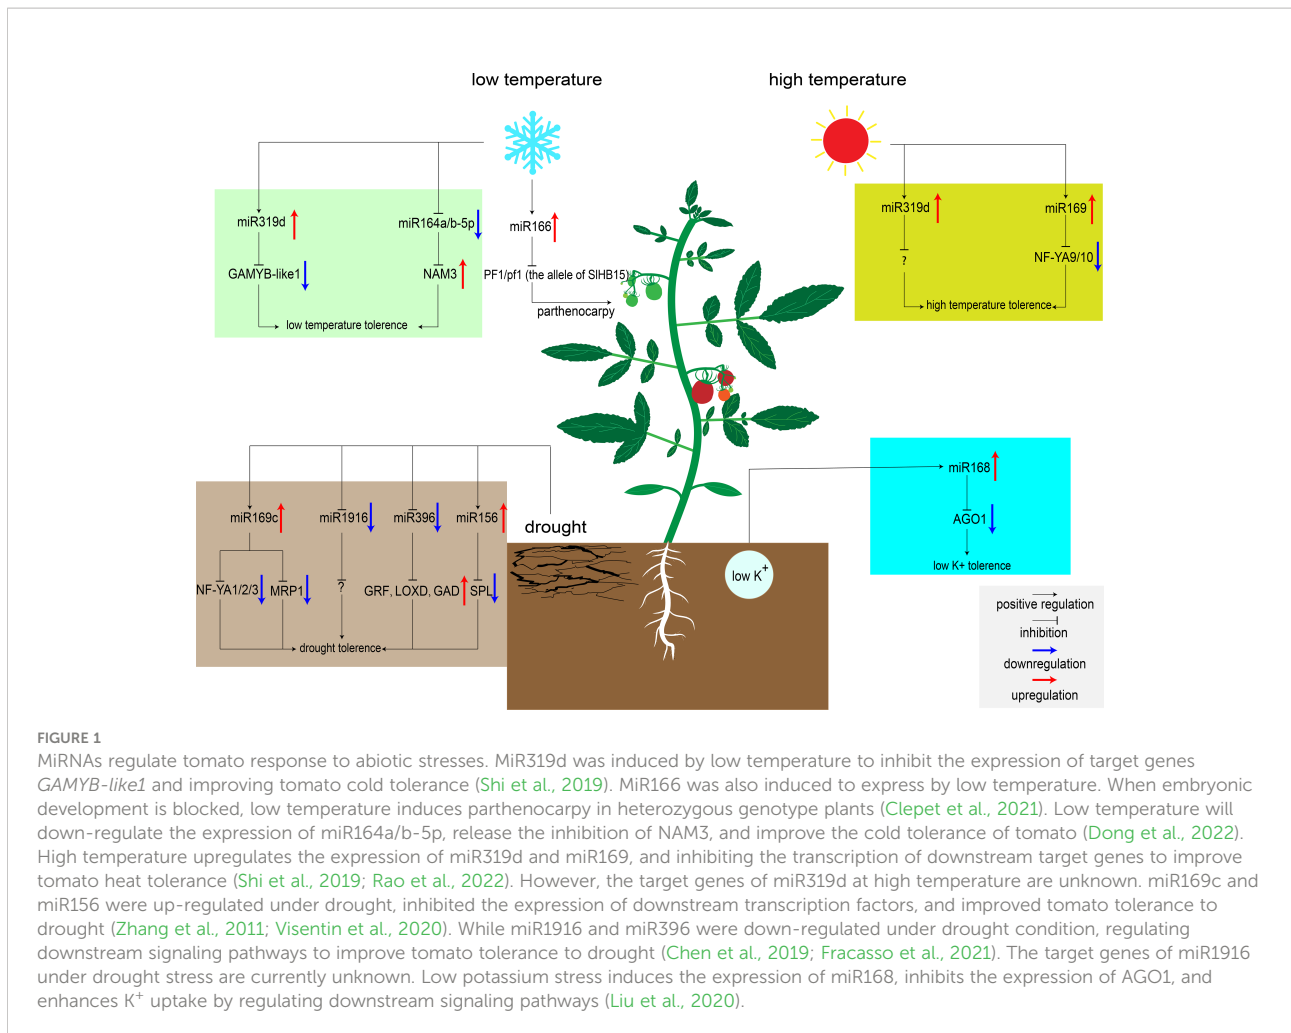 low temperature
high temperature
miR319d
miR164a/b-5p
miR166
GAMYB-like1
NAM3
PF1/pf1 (the allele of SIHB15)
parthenocarpy
low temperature tolerence
miR319d
miR169
?
NF-YA9/10
high temperature tolerence
drought
miR169c
miR1916
miR396
miR156
NF-YA1/2/3
MRP1
?
GRF, LOXD, GAD
SPL
drought tolerence
low K+
miR168
AGO1
low K+ tolerence
positive regulation
inhibition
downregulation
upregulation
FIGURE 1
MiRNAs regulate tomato response to abiotic stresses. MiR319d was induced by low temperature to inhibit the expression of target genes
GAMYB-like1 and improving tomato cold tolerance (Shi et al., 2019). MiR166 was also induced to express by low temperature. When embryonic
development is blocked, low temperature induces parthenocarpy in heterozygous genotype plants (Clepet et al., 2021). Low temperature will
down-regulate the expression of miR164a/b-5p, release the inhibition of NAM3, and improve the cold tolerance of tomato (Dong et al., 2022).
High temperature upregulates the expression of miR319d and miR169, and inhibiting the transcription of downstream target genes to improve
tomato heat tolerance (Shi et al., 2019; Rao et al., 2022). However, the target genes of miR319d at high temperature are unknown. miR169c and
miR156 were up-regulated under drought, inhibited the expression of downstream transcription factors, and improved tomato tolerance to
drought (Zhang et al., 2011; Visentin et al., 2020). While miR1916 and miR396 were down-regulated under drought condition, regulating
downstream signaling pathways to improve tomato tolerance to drought (Chen et al., 2019; Fracasso et al., 2021). The target genes of miR1916
under drought stress are currently unknown. Low potassium stress induces the expression of miR168, inhibits the expression of AGO1, and
enhances K+ uptake by regulating downstream signaling pathways (Liu et al., 2020).